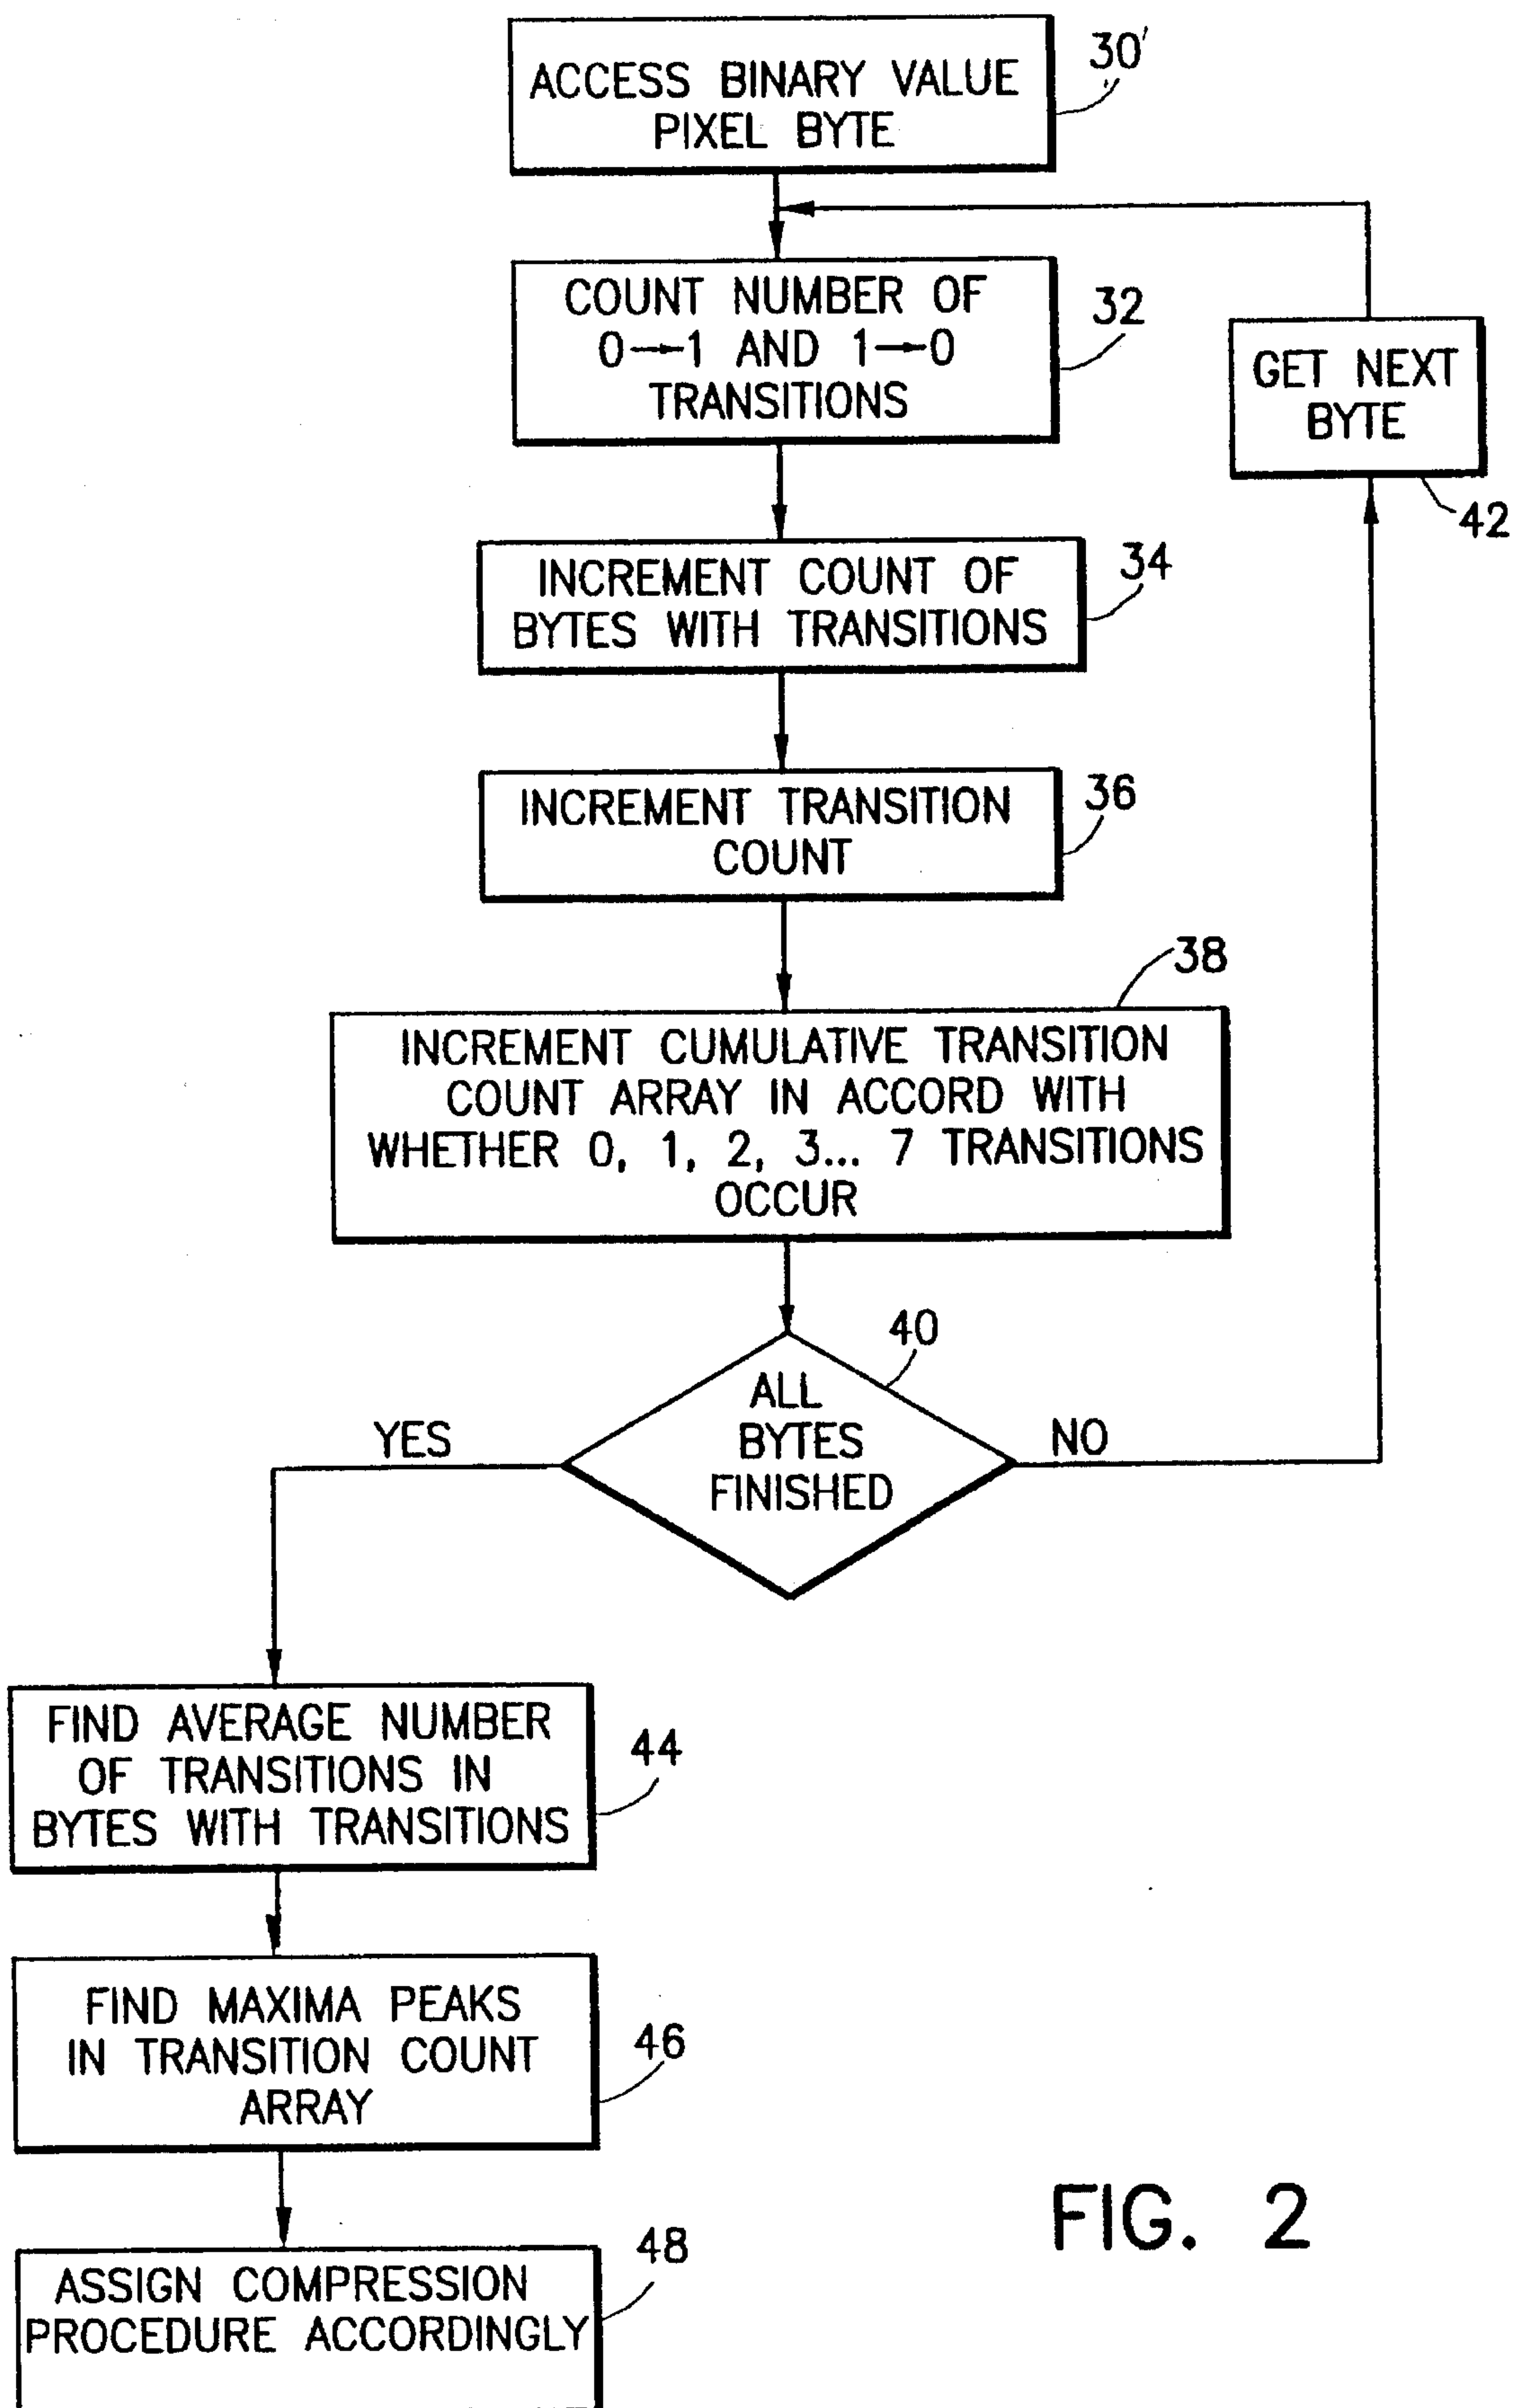 ACCESS BINARY VALUE
PIXEL BYTE
30'
COUNT NUMBER OF
0→1 AND 1→0
TRANSITIONS
32
GET NEXT
BYTE
42
INCREMENT COUNT OF
BYTES WITH TRANSITIONS
34
INCREMENT TRANSITION
COUNT
36
38
INCREMENT CUMULATIVE TRANSITION
COUNT ARRAY IN ACCORD WITH
WHETHER 0, 1, 2, 3... 7 TRANSITIONS
OCCUR
40
ALL
BYTES
FINISHED
YES
NO
FIND AVERAGE NUMBER
OF TRANSITIONS IN
BYTES WITH TRANSITIONS
44
FIND MAXIMA PEAKS
IN TRANSITION COUNT
ARRAY
46
ASSIGN COMPRESSION
PROCEDURE ACCORDINGLY
48
FIG. 2